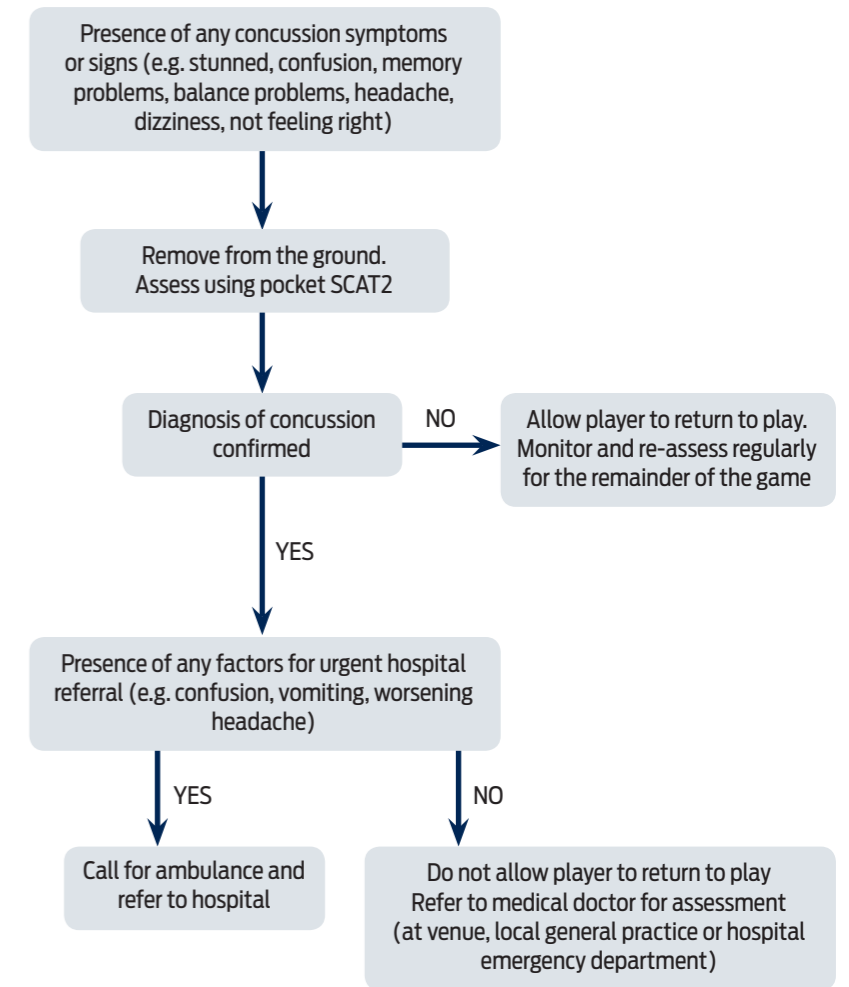 Presence of any concussion symptoms
or signs (e.g. stunned, confusion, memory
problems, balance problems, headache,
dizziness, not feeling right)
Remove from the ground.
Assess using pocket SCAT2
Diagnosis of concussion
confirmed
NO
Allow player to return to play.
Monitor and re-assess regularly
for the remainder of the game
YES
Presence of any factors for urgent hospital
referral (e.g. confusion, vomiting, worsening
headache)
YES
NO
Call for ambulance and
refer to hospital
Do not allow player to return to play
Refer to medical doctor for assessment
(at venue, local general practice or hospital
emergency department)